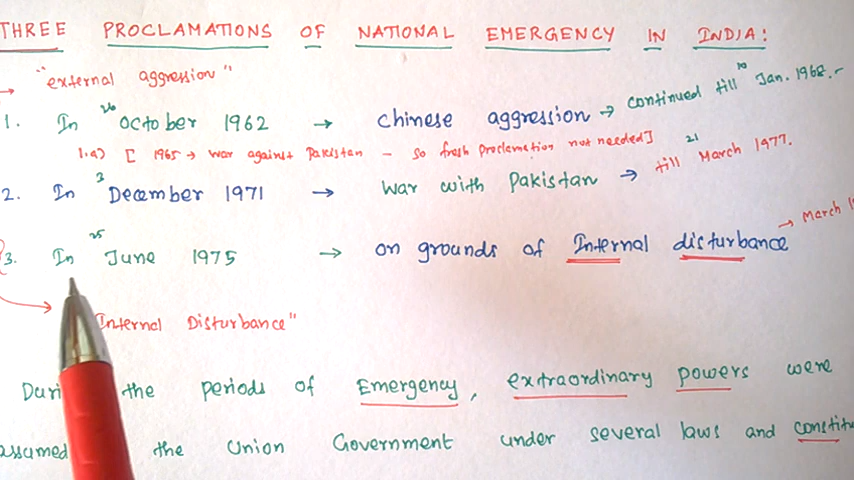 THREE PROCLAMATIONS OF NATIONAL EMERGENCY IN INDIA:
"external aggression"
1. In 26 October 1962 → Chinese aggression → continued till 10 Jan. 1968.
1.a) [ 1965 → war against Pakistan - so fresh proclamation not needed]
2. In 3 December 1971 → war with Pakistan → till 21 March 1977.
3. In 25 June 1975 → on grounds of Internal disturbance → March
Internal Disturbance"
the periods of Emergency, extraordinary powers were
assumed the Union Government under several laws and